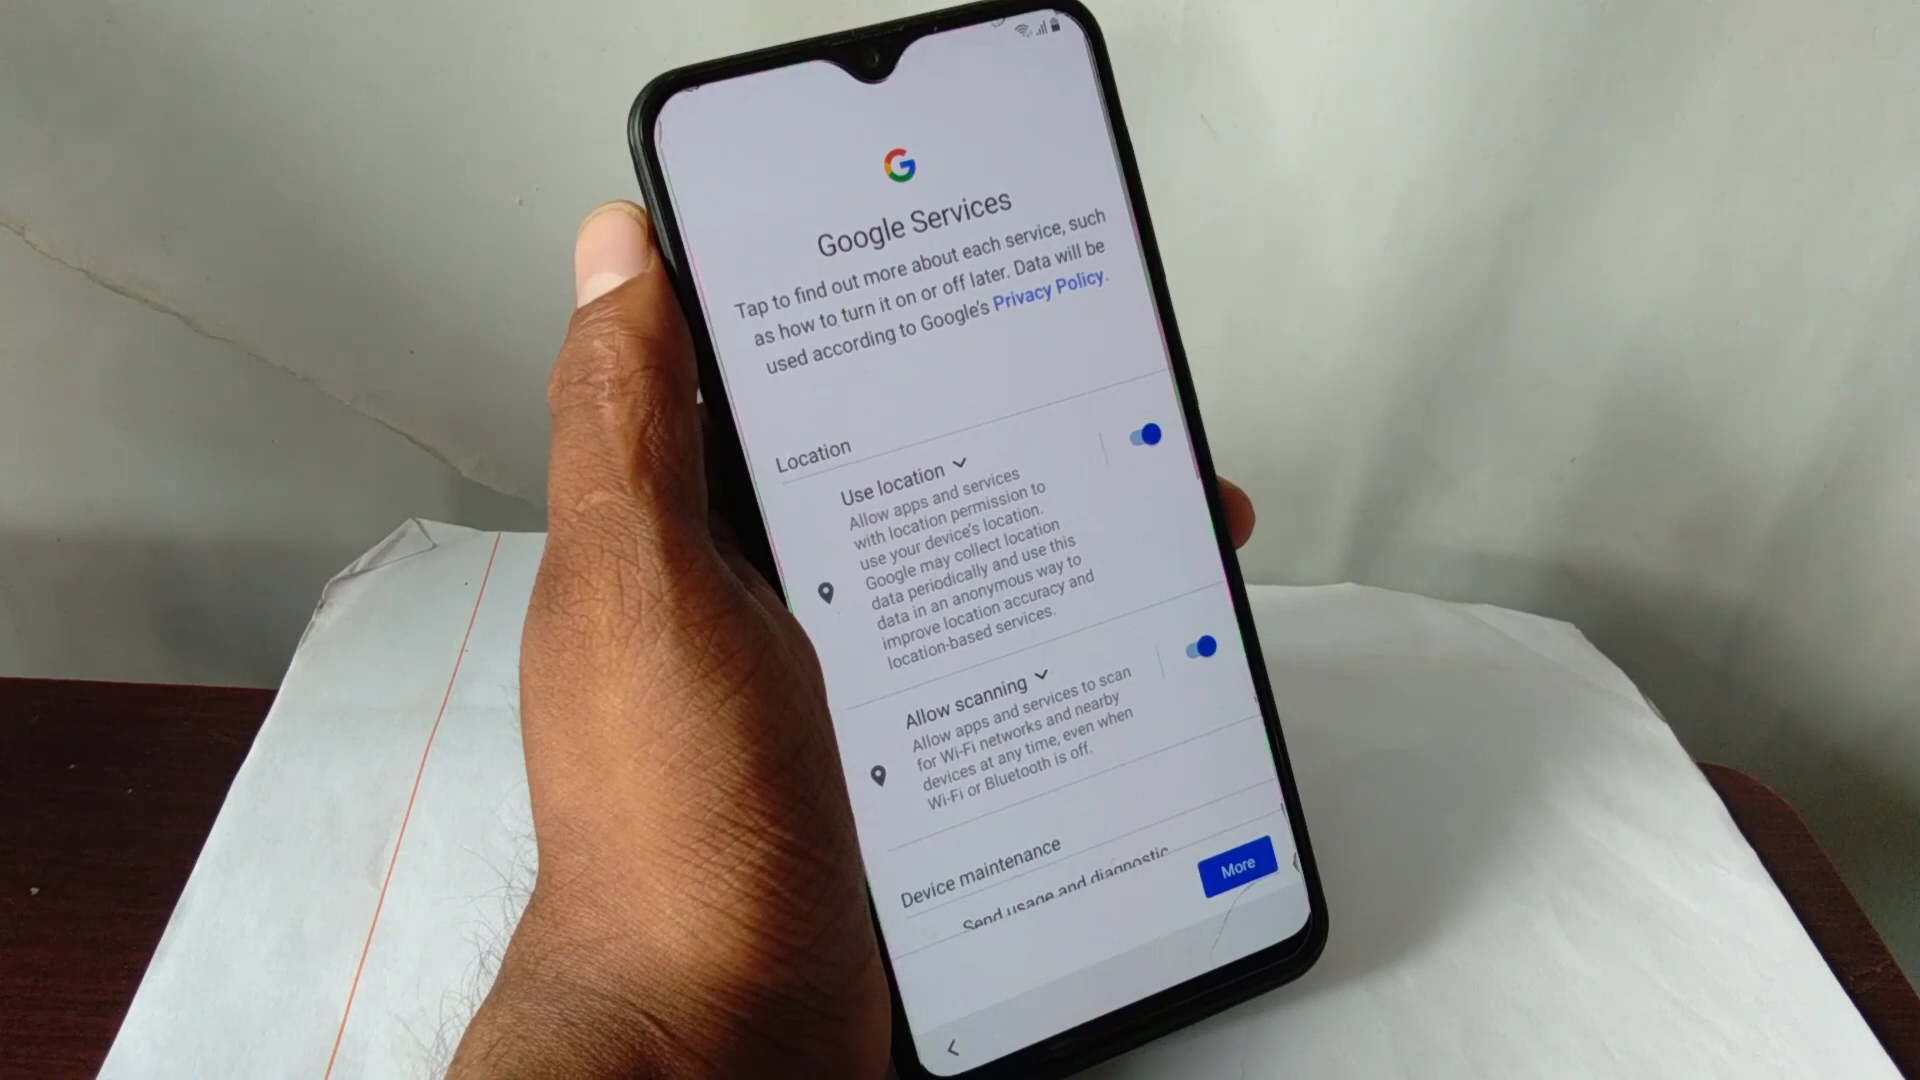 Google Services
Tap to find out more about each service, such
as how to turn it on or off later. Data will be
used according to Google's Privacy Policy.
Location
Use location
Allow apps and services
with location permission to
use your device's location.
Google may collect location
data periodically and use this
data in an anonymous way to
improve location accuracy and
location-based services.
Allow scanning
Allow apps and services to scan
for Wi-Fi networks and nearby
devices at any time, even when
Wi-Fi or Bluetooth is off.
Device maintenance
Send usage and diagnostic
More